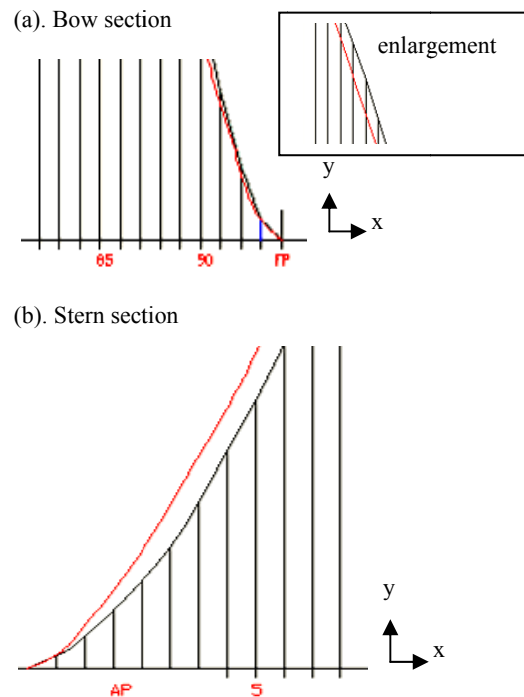 (a). Bow section
enlargement
y
x
85
90
FP
(b). Stern section
y
x
AP
5